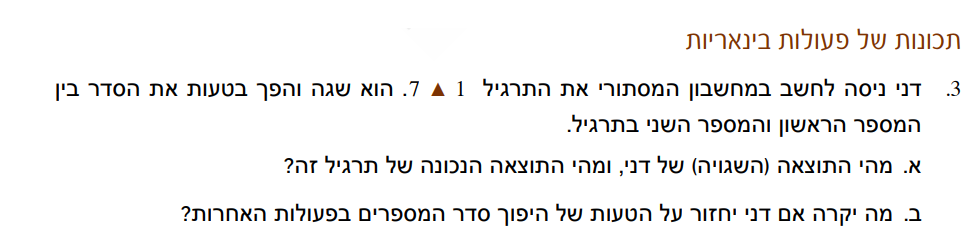 תכונות של פעולות בינאריות
3. דני ניסה לחשב במחשבון המסתורי את התרגיל 1 ▲ 7. הוא שגה והפך בטעות את הסדר בין
המספר הראשון והמספר השני בתרגיל.
א. מהי התוצאה (השגויה) של דני, ומהי התוצאה הנכונה של תרגיל זה?
ב. מה יקרה אם דני יחזור על הטעות של היפוך סדר המספרים בפעולות האחרות?